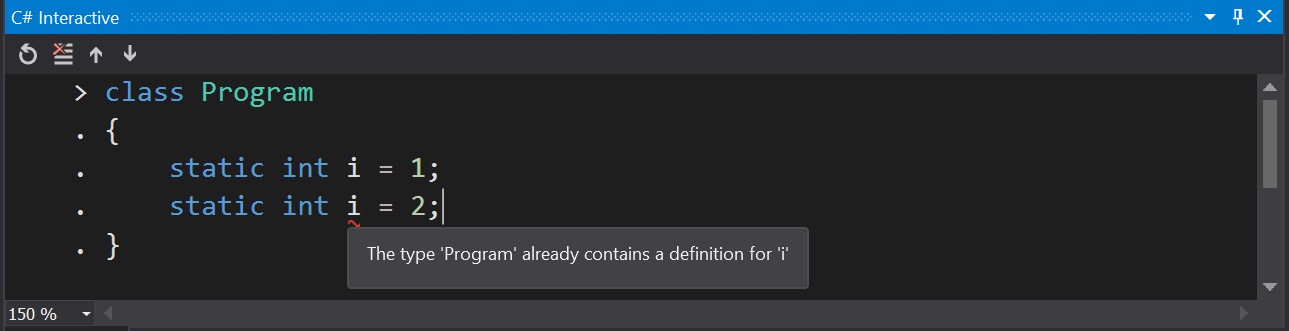 C# Interactive
> class Program
. {
.     static int i = 1;
.     static int i = 2;
. }
The type 'Program' already contains a definition for 'i'
150 %